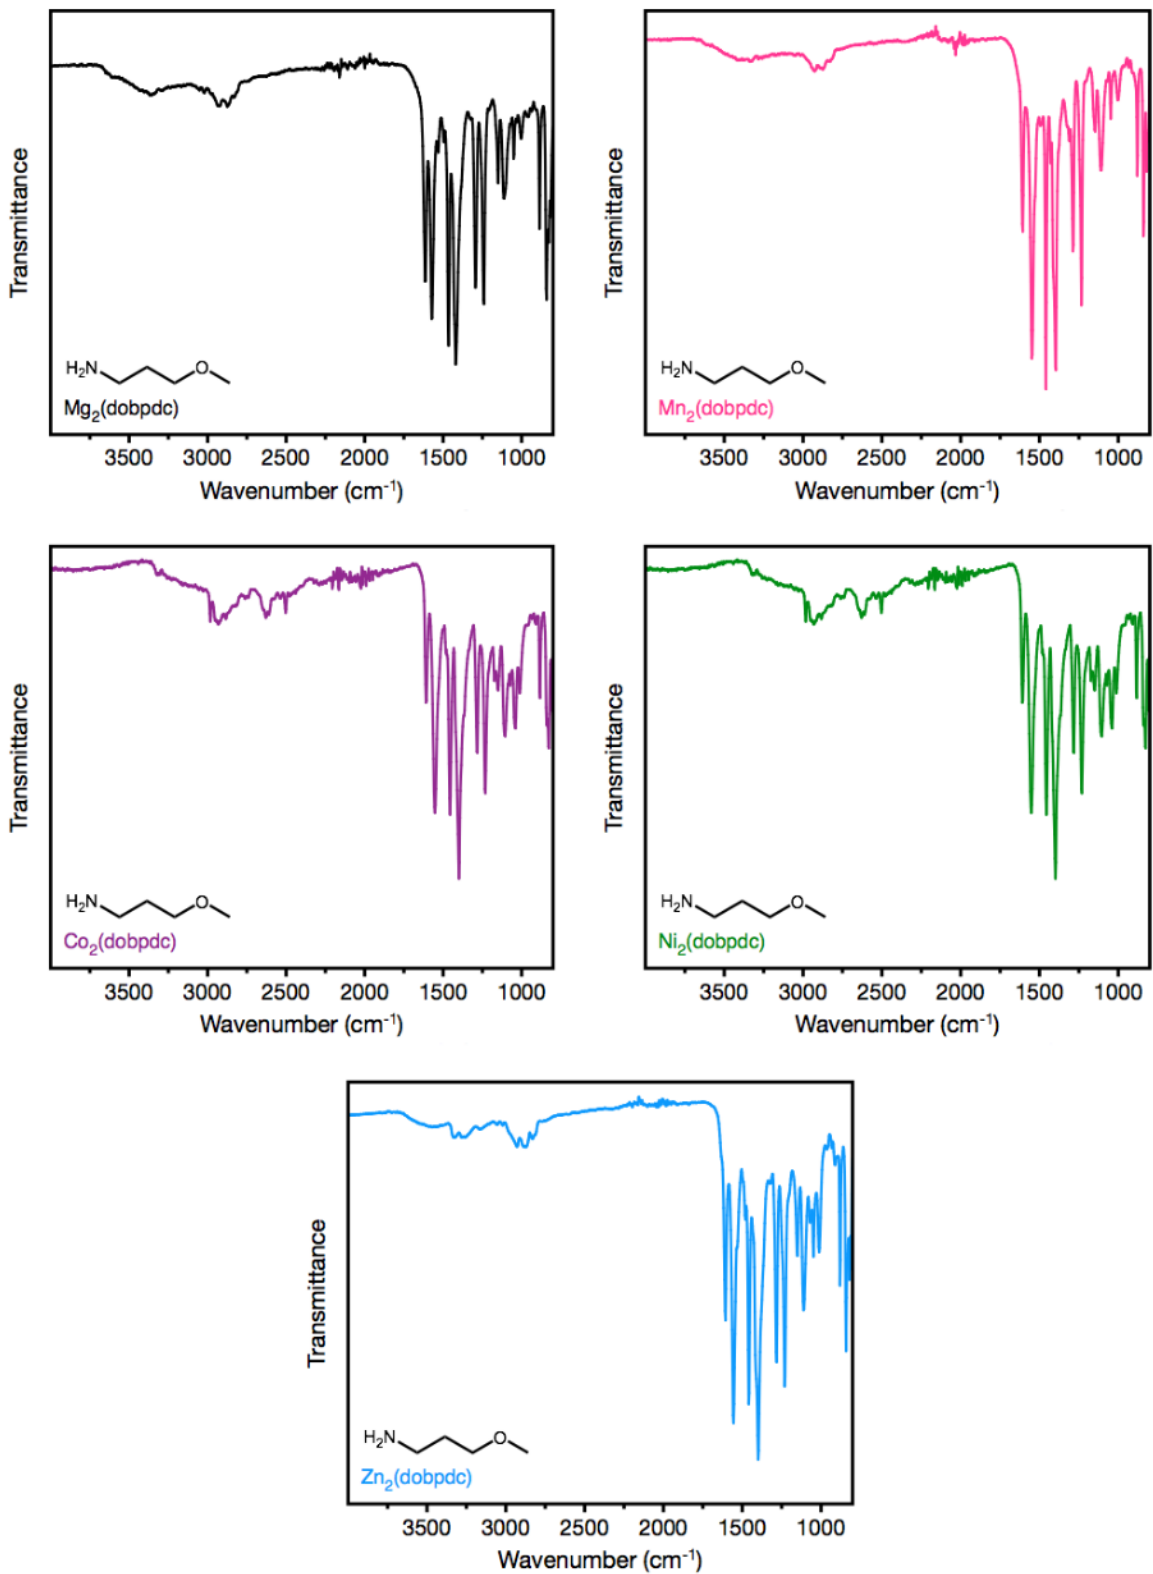 Transmittance
H₂N O
Mg₂(dobpdc)
3500 3000 2500 2000 1500 1000
Wavenumber (cm⁻¹)
Transmittance
H₂N O
Mn₂(dobpdc)
3500 3000 2500 2000 1500 1000
Wavenumber (cm⁻¹)
Transmittance
H₂N O
Co₂(dobpdc)
3500 3000 2500 2000 1500 1000
Wavenumber (cm⁻¹)
Transmittance
H₂N O
Ni₂(dobpdc)
3500 3000 2500 2000 1500 1000
Wavenumber (cm⁻¹)
Transmittance
H₂N O
Zn₂(dobpdc)
3500 3000 2500 2000 1500 1000
Wavenumber (cm⁻¹)